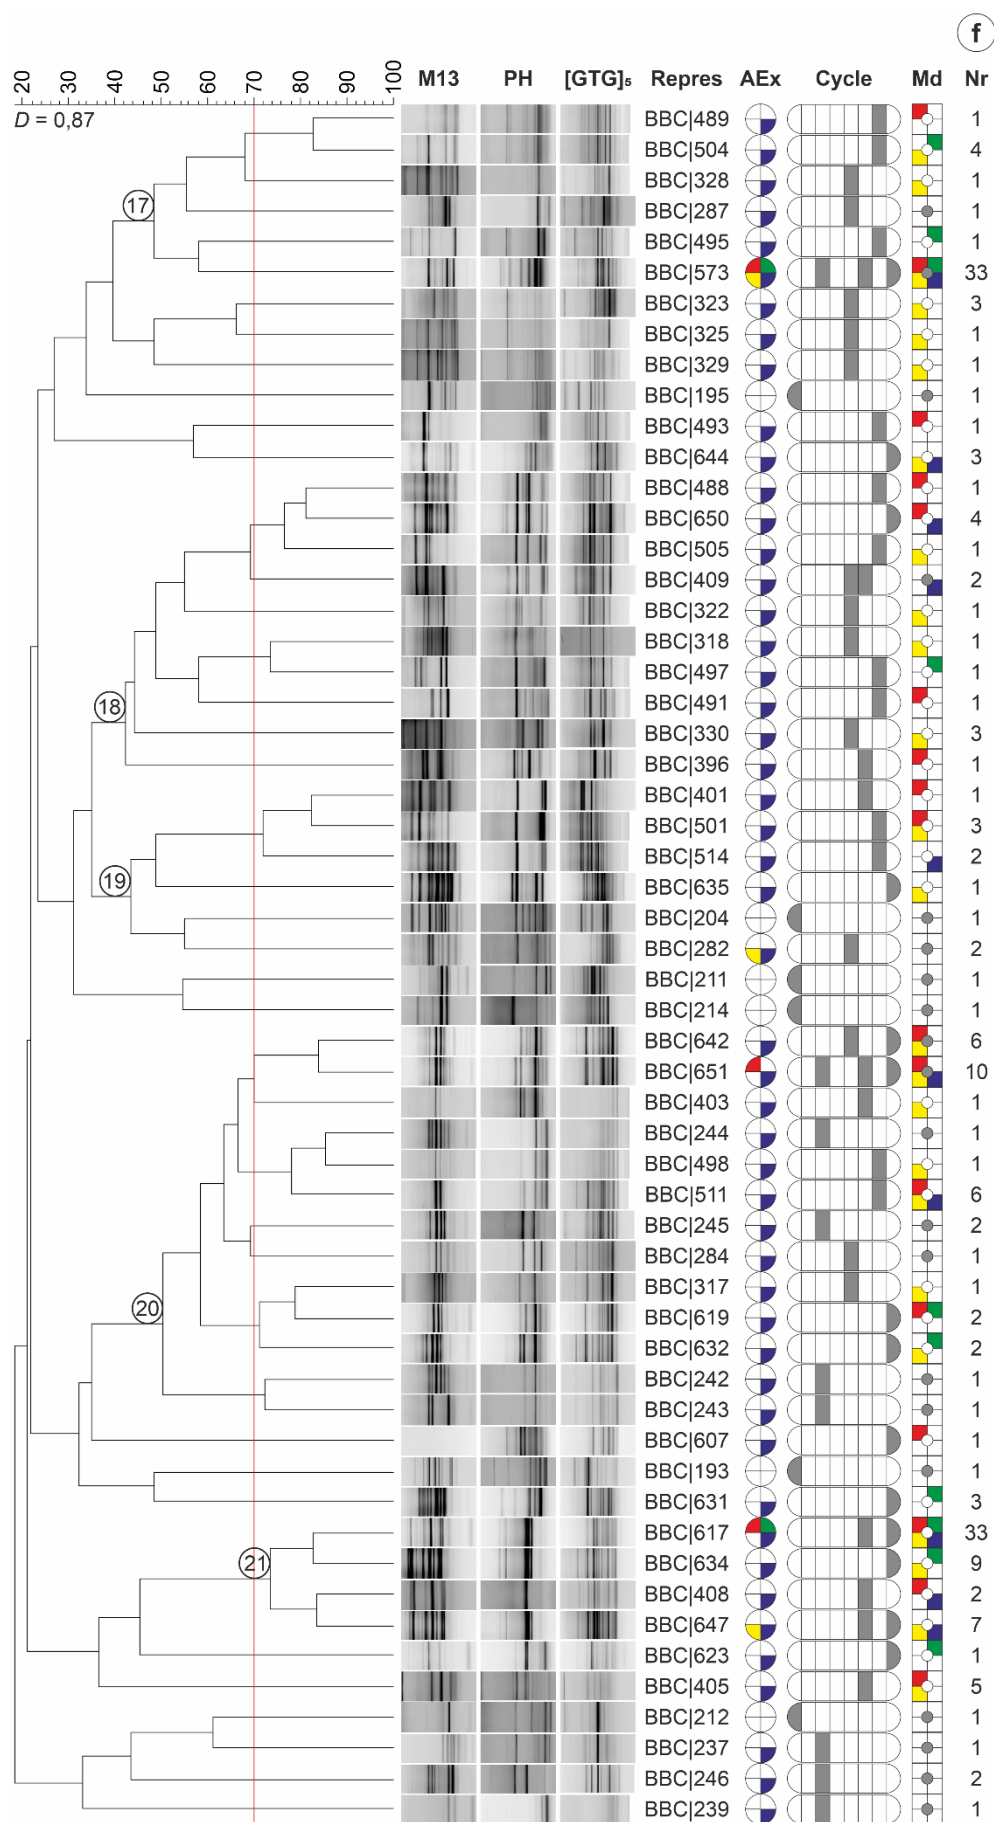 f
20 30 40 50 60 70 80 90 100 M13 PH [GTG]₅ Repres AEx Cycle Md Nr
D = 0,87
BBC|489 1
BBC|504 4
BBC|328 1
17 BBC|287 1
BBC|495 1
BBC|573 33
BBC|323 3
BBC|325 1
BBC|329 1
BBC|195 1
BBC|493 1
BBC|644 3
BBC|488 1
BBC|650 4
BBC|505 1
BBC|409 2
BBC|322 1
BBC|318 1
BBC|497 1
18 BBC|491 1
BBC|330 3
BBC|396 1
BBC|401 1
BBC|501 3
BBC|514 2
19 BBC|635 1
BBC|204 1
BBC|282 2
BBC|211 1
BBC|214 1
BBC|642 6
BBC|651 10
BBC|403 1
BBC|244 1
BBC|498 1
BBC|511 6
BBC|245 2
BBC|284 1
BBC|317 1
20 BBC|619 2
BBC|632 2
BBC|242 1
BBC|243 1
BBC|607 1
BBC|193 1
BBC|631 3
BBC|617 33
21 BBC|634 9
BBC|408 2
BBC|647 7
BBC|623 1
BBC|405 5
BBC|212 1
BBC|237 1
BBC|246 2
BBC|239 1